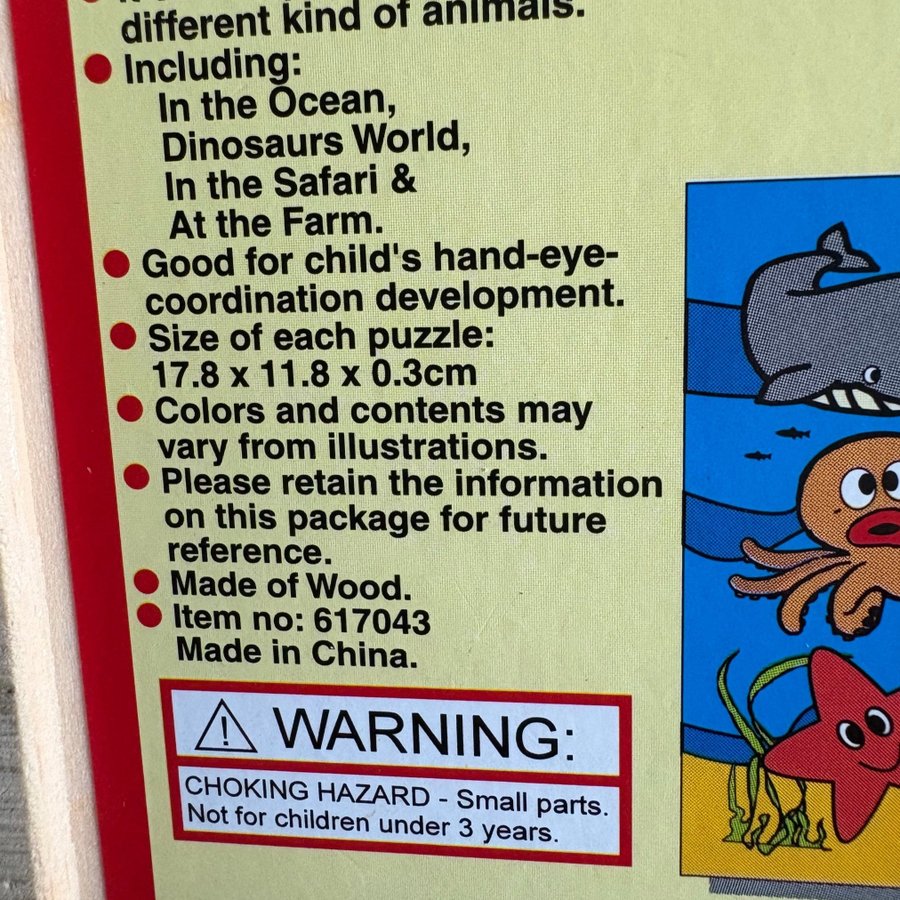 different kind of animals.
Including:
In the Ocean,
Dinosaurs World,
In the Safari &
At the Farm.
Good for child's hand-eye-
coordination development.
Size of each puzzle:
17.8 x 11.8 x 0.3cm
Colors and contents may
vary from illustrations.
Please retain the information
on this package for future
reference.
Made of Wood.
Item no: 617043
Made in China.
WARNING:
CHOKING HAZARD - Small parts.
Not for children under 3 years.